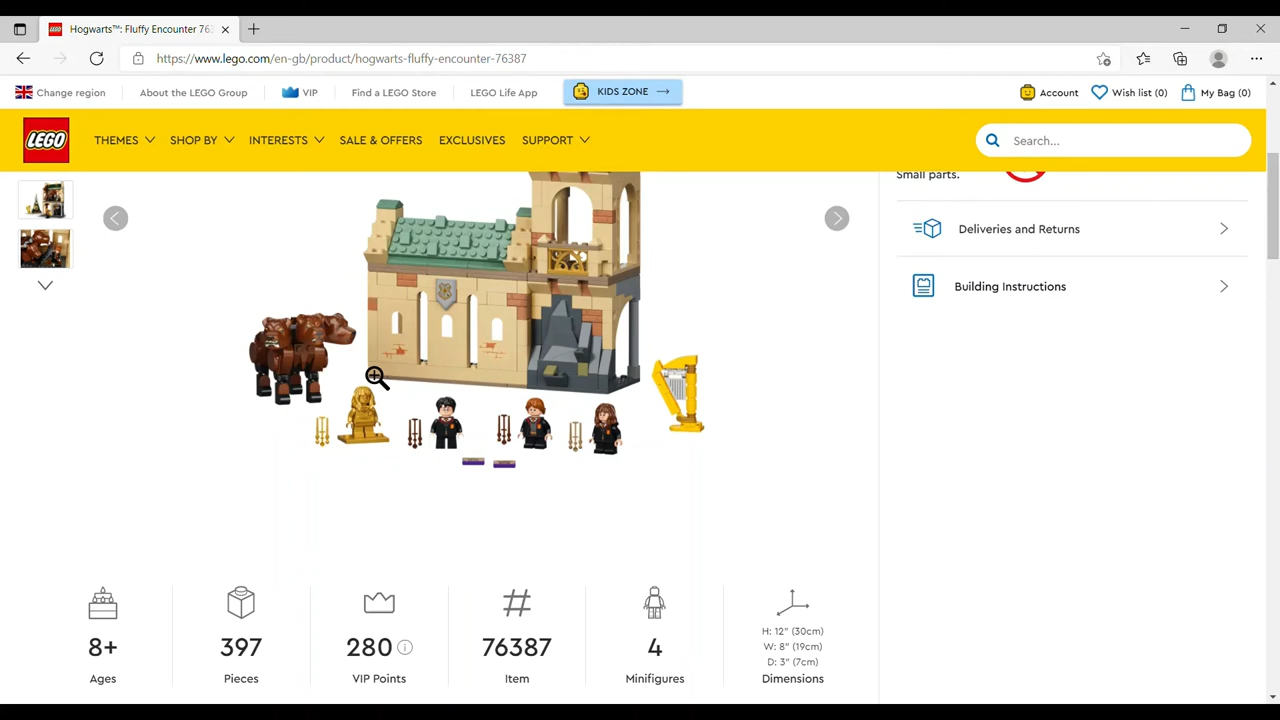 Hogwarts™: Fluffy Encounter 763
https://www.lego.com/en-gb/product/hogwarts-fluffy-encounter-76387
Change region
About the LEGO Group
VIP
Find a LEGO Store
LEGO Life App
KIDS ZONE
Account
Wish list (0)
My Bag (0)
LEGO
THEMES
SHOP BY
INTERESTS
SALE & OFFERS
EXCLUSIVES
SUPPORT
Search...
Small parts.
Deliveries and Returns
Building Instructions
8+
Ages
397
Pieces
280
VIP Points
#
76387
Item
4
Minifigures
H: 12" (30cm)
W: 8" (19cm)
D: 3" (7cm)
Dimensions